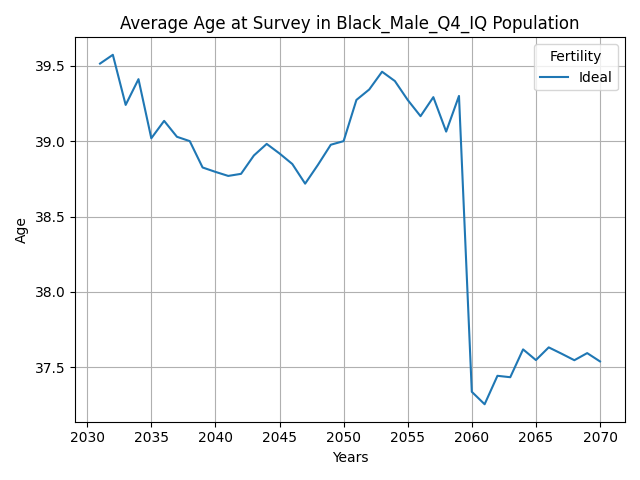 Average Age at Survey in Black_Male_Q4_IQ Population
Fertility
Ideal
39.5
39.0
38.5
38.0
37.5
Age
2030 2035 2040 2045 2050 2055 2060 2065 2070
Years